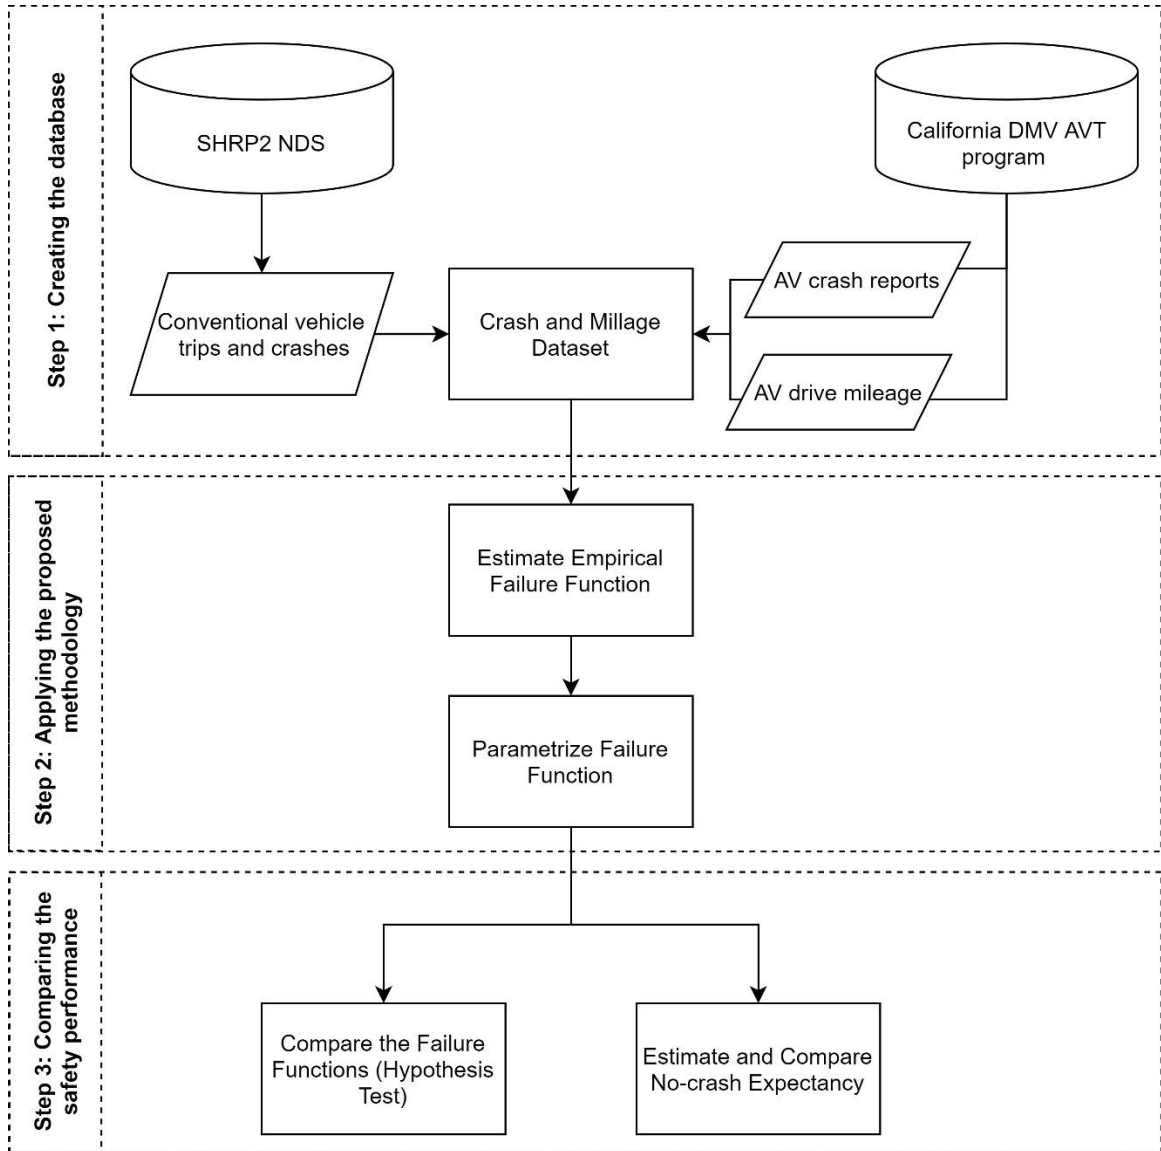 Step 1: Creating the database
SHRP2 NDS
California DMV AVT
program
Conventional vehicle
trips and crashes
Crash and Millage
Dataset
AV crash reports
AV drive mileage
Step 2: Applying the proposed
methodology
Estimate Empirical
Failure Function
Parametrize Failure
Function
Step 3: Comparing the
safety performance
Compare the Failure
Functions (Hypothesis
Test)
Estimate and Compare
No-crash Expectancy